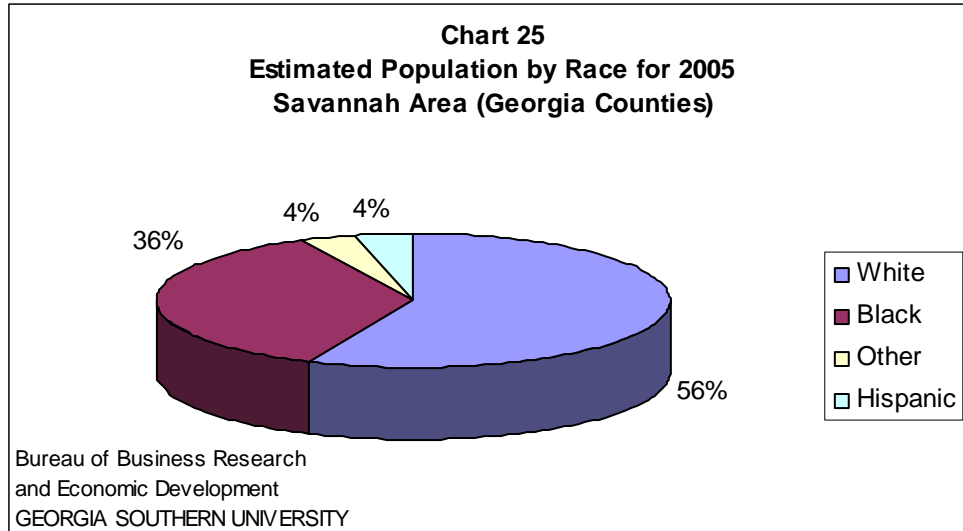 Chart 25
Estimated Population by Race for 2005
Savannah Area (Georgia Counties)
4%
4%
36%
56%
White
Black
Other
Hispanic
Bureau of Business Research
and Economic Development
GEORGIA SOUTHERN UNIVERSITY